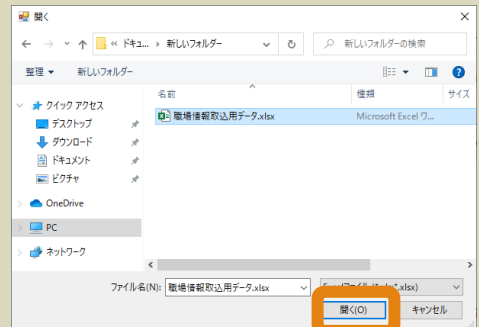 開く
« ドキュ... › 新しいフォルダー
新しいフォルダーの検索
整理 新しいフォルダー
名前 種類 サイズ
クイック アクセス
職場情報取込用データ.xlsx Microsoft Excel ワ...
デスクトップ
ダウンロード
ドキュメント
ピクチャ
OneDrive
PC
ネットワーク
ファイル名(N): 職場情報取込用データ.xlsx
開く(O) キャンセル